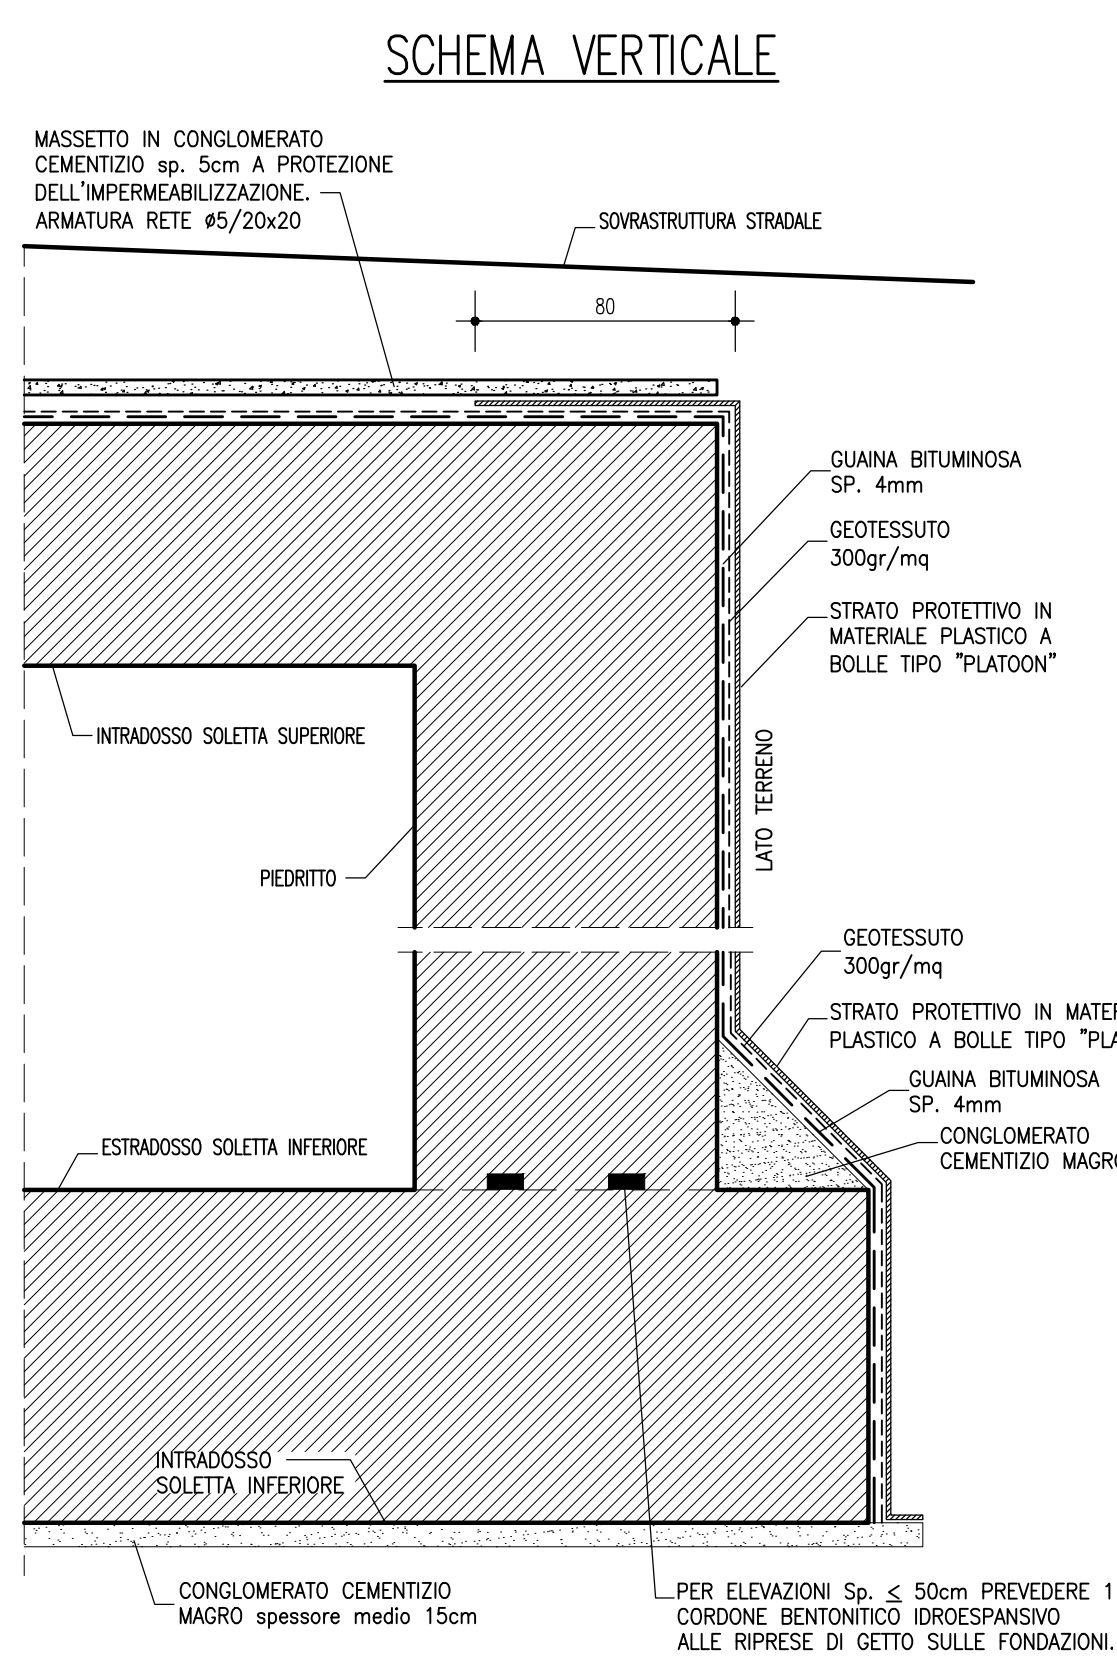 SCHEMA VERTICALE
MASSETTO IN CONGLOMERATO
CEMENTIZIO sp. 5cm A PROTEZIONE
DELL'IMPERMEABILIZZAZIONE.
ARMATURA RETE ø5/20x20
SOVRASTRUTTURA STRADALE
80
GUAINA BITUMINOSA
SP. 4mm
GEOTESSUTO
300gr/mq
STRATO PROTETTIVO IN
MATERIALE PLASTICO A
BOLLE TIPO "PLATOON"
INTRADOSSO SOLETTA SUPERIORE
LATO TERRENO
PIEDRITTO
GEOTESSUTO
300gr/mq
STRATO PROTETTIVO IN
PLASTICO A BOLLE TIPO
GUAINA BITUMINOSA
SP. 4mm
CONGLOMERATO
CEMENTIZIO
ESTRADOSSO SOLETTA INFERIORE
INTRADOSSO
SOLETTA INFERIORE
CONGLOMERATO CEMENTIZIO
MAGRO spessore medio 15cm
PER ELEVAZIONI Sp. ≤ 50cm PREVEDERE 1
CORDONE BENTONITICO IDROESPANSIVO
ALLE RIPRESE DI GETTO SULLE FONDAZIONI.